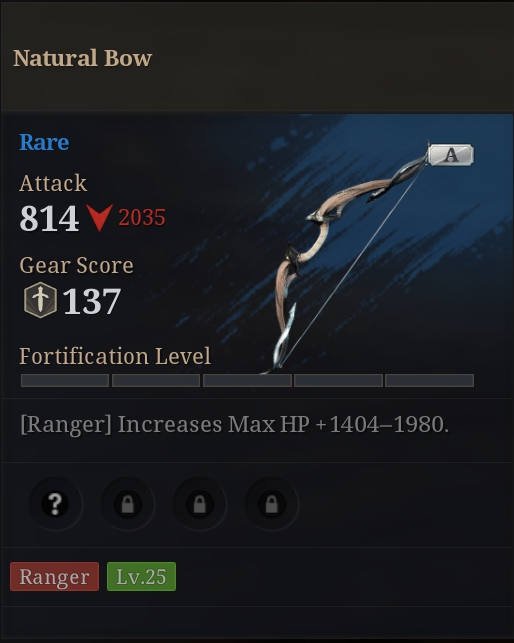 Natural Bow
Rare
A
Attack
814 2035
Gear Score
137
Fortification Level
[Ranger] Increases Max HP +1404–1980.
?
Ranger Lv.25